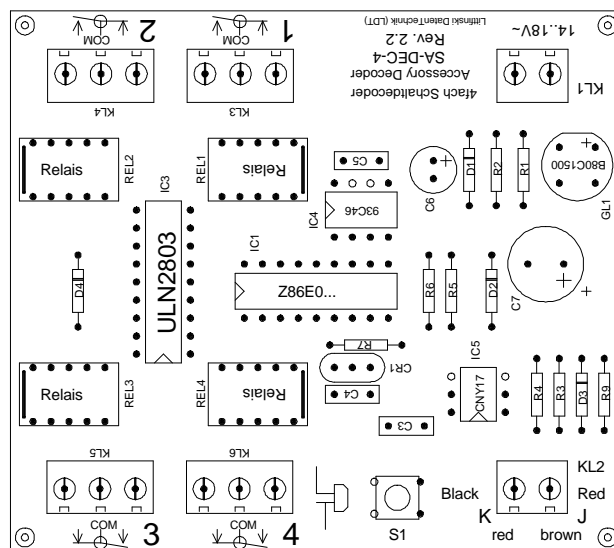 COM 2
COM 1
Littfinski DatenTechnik (LDT)
Rev. 2.2
SA-DEC-4
Accessory Decoder
4fach Schaltdecoder
14..18V~
KL4
KL3
KL1
Relais
REL2
IC3
REL1
Relais
C5
IC4
93C46
C6
D1
R2
R1
B80C1500
GL1
ULN2803
IC1
Z86E0...
D4
R6
R5
D2
C7
R7
CR1
C4
IC5
CNY17
R4
R3
D3
R9
Relais
REL3
REL4
Relais
C3
KL5
KL6
KL2
Black
Red
K
J
S1
red
brown
COM 3
COM 4